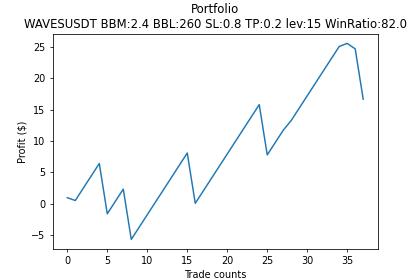 Portfolio
WAVESUSDT BBM:2.4 BBL:260 SL:0.8 TP:0.2 lev:15 WinRatio:82.0
25
20
15
10
5
0
−5
Profit ($)
0 5 10 15 20 25 30 35
Trade counts